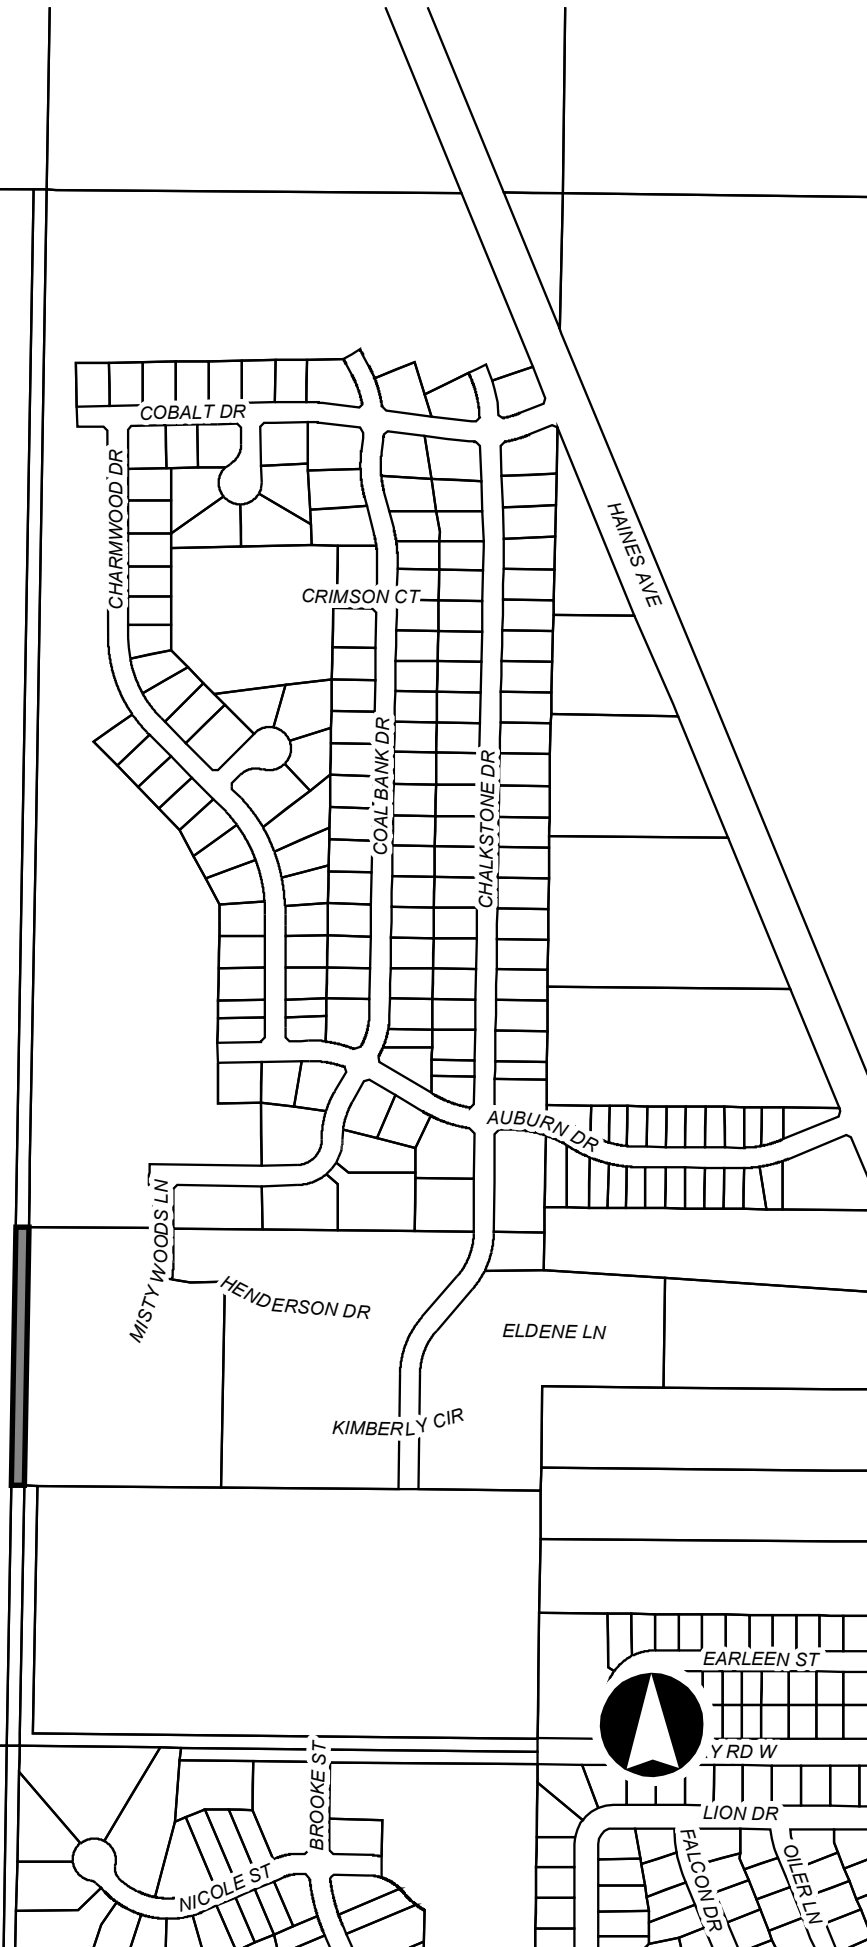 COBALT DR
CHARMWOOD DR
HAINES AVE
CRIMSON CT
COAL BANK DR
CHALKSTONE DR
AUBURN DR
MISTY WOODS LN
HENDERSON DR
ELDENE LN
KIMBERLY CIR
EARLEEN ST
Y RD W
BROOKE ST
LION DR
FALCON DR
OILER LN
NICOLE ST